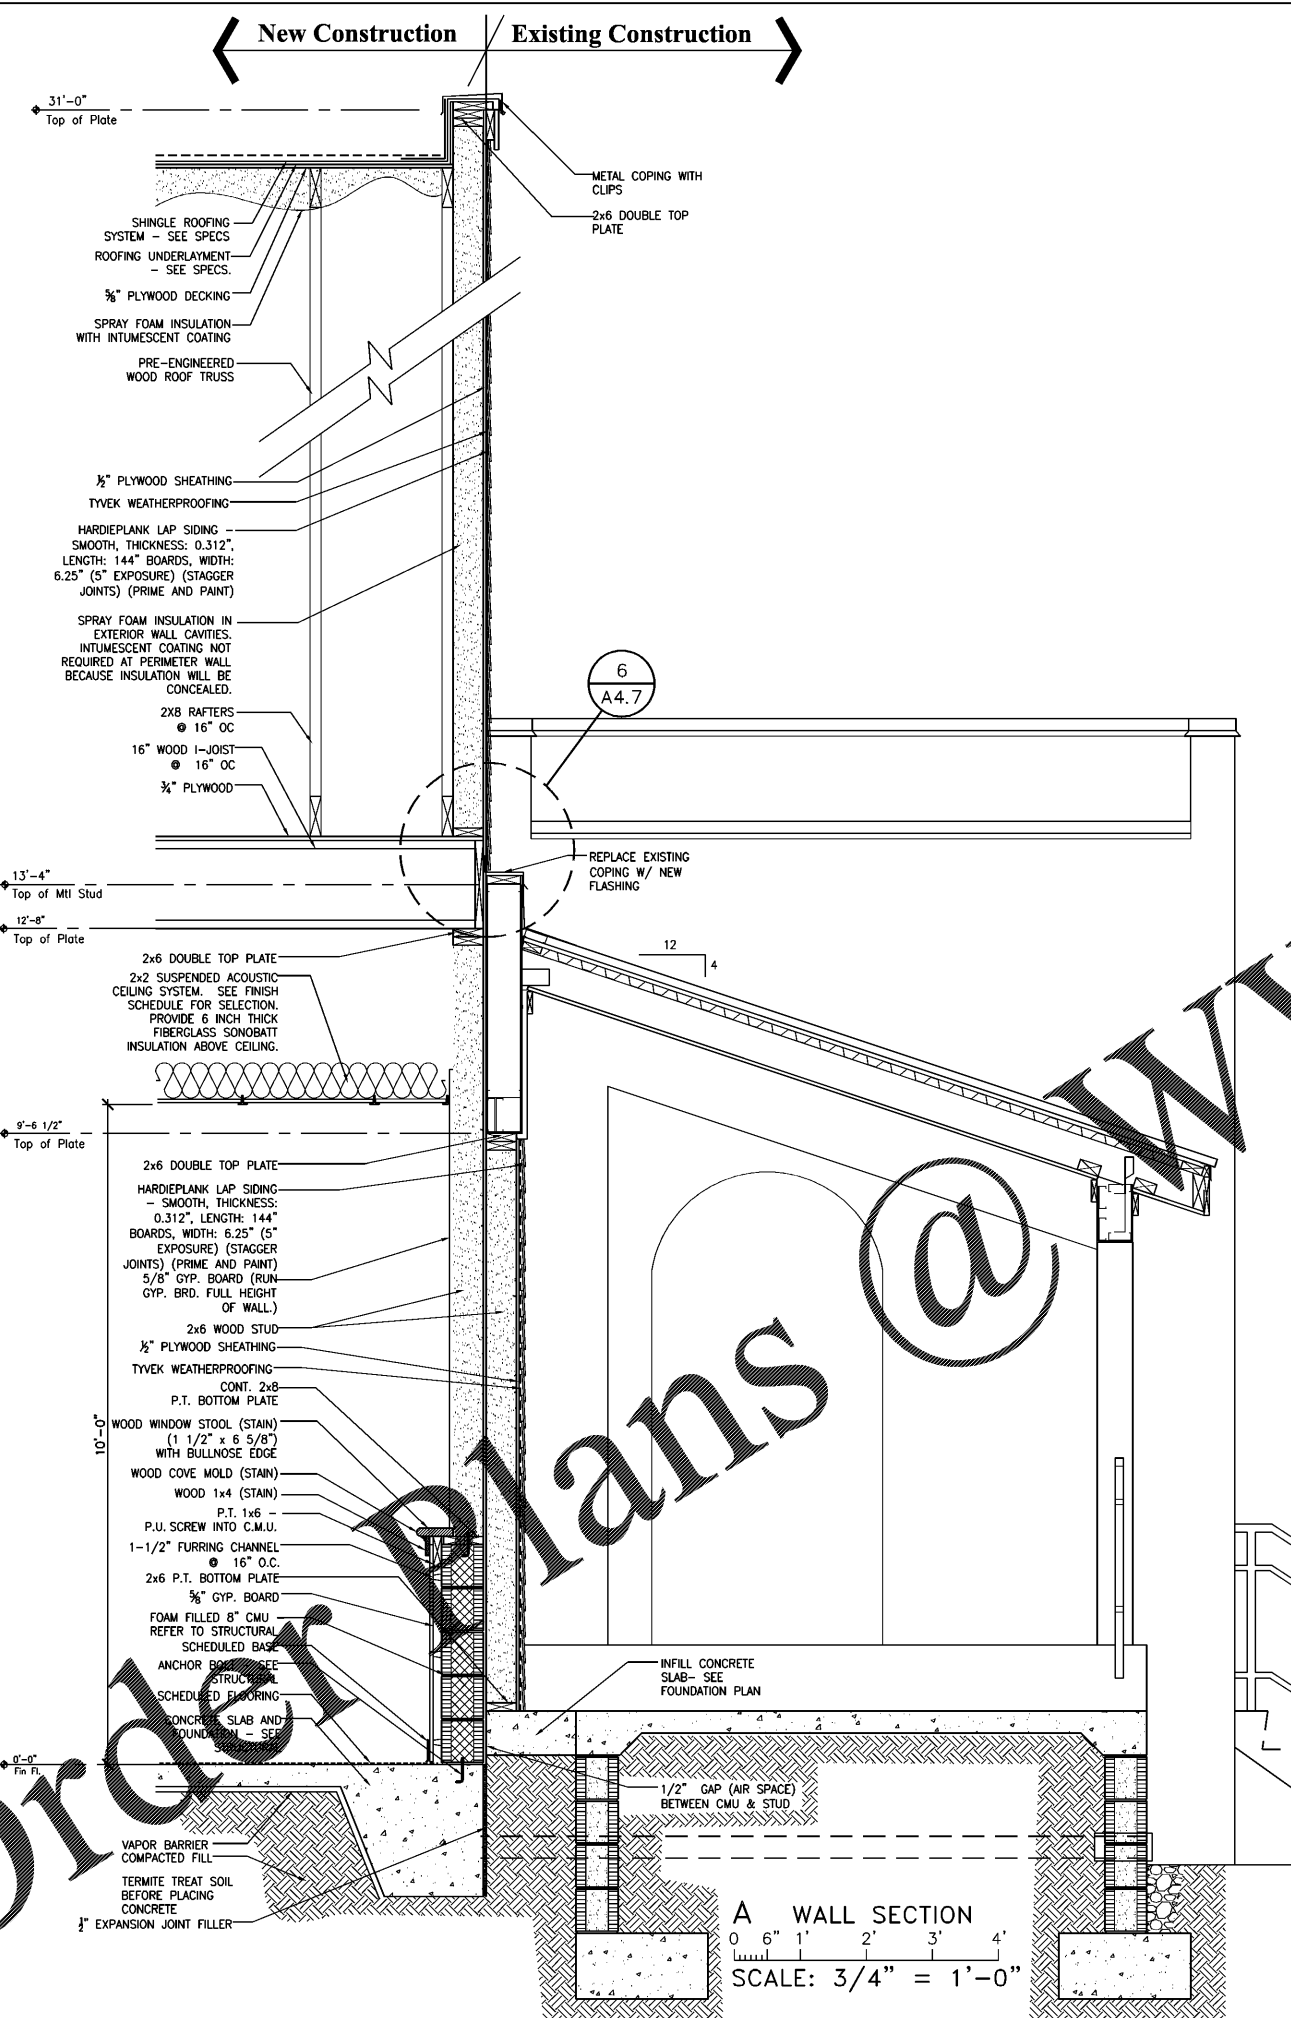 New Construction
Existing Construction
31'-0"
Top of Plate
METAL COPING WITH
CLIPS
2x6 DOUBLE TOP
PLATE
SHINGLE ROOFING
SYSTEM - SEE SPECS
ROOFING UNDERLAYMENT
- SEE SPECS.
5/8" PLYWOOD DECKING
SPRAY FOAM INSULATION
WITH INTUMESCENT COATING
PRE-ENGINEERED
WOOD ROOF TRUSS
1/2" PLYWOOD SHEATHING
TYVEK WEATHERPROOFING
HARDIEPLANK LAP SIDING -
SMOOTH, THICKNESS: 0.312",
LENGTH: 144" BOARDS, WIDTH:
6.25" (5" EXPOSURE) (STAGGER
JOINTS) (PRIME AND PAINT)
SPRAY FOAM INSULATION IN
EXTERIOR WALL CAVITIES.
INTUMESCENT COATING NOT
REQUIRED AT PERIMETER WALL
BECAUSE INSULATION WILL BE
CONCEALED.
2X8 RAFTERS
@ 16" OC
16" WOOD I-JOIST
@ 16" OC
3/4" PLYWOOD
6
A4.7
REPLACE EXISTING
COPING W/ NEW
FLASHING
13'-4"
Top of Mtl Stud
12'-8"
Top of Plate
12
4
2x6 DOUBLE TOP PLATE
2x2 SUSPENDED ACOUSTIC
CEILING SYSTEM. SEE FINISH
SCHEDULE FOR SELECTION.
PROVIDE 6 INCH THICK
FIBERGLASS SONOBATT
INSULATION ABOVE CEILING.
9'-6 1/2"
Top of Plate
2x6 DOUBLE TOP PLATE
HARDIEPLANK LAP SIDING
- SMOOTH, THICKNESS:
0.312", LENGTH: 144"
BOARDS, WIDTH: 6.25" (5"
EXPOSURE) (STAGGER
JOINTS) (PRIME AND PAINT)
5/8" GYP. BOARD (RUN
GYP. BRD. FULL HEIGHT
OF WALL.)
2x6 WOOD STUD
1/2" PLYWOOD SHEATHING
TYVEK WEATHERPROOFING
CONT. 2x8
P.T. BOTTOM PLATE
10'-0"
WOOD WINDOW STOOL (STAIN)
(1 1/2" x 6 5/8")
WITH BULLNOSE EDGE
WOOD COVE MOLD (STAIN)
WOOD 1x4 (STAIN)
P.T. 1x6 -
P.U. SCREW INTO C.M.U.
1-1/2" FURRING CHANNEL
@ 16" O.C.
2x6 P.T. BOTTOM PLATE
5/8" GYP. BOARD
FOAM FILLED 8" CMU
REFER TO STRUCTURAL
SCHEDULED BASE
ANCHOR BOLT - SEE
STRUCTURAL
SCHEDULED FLOORING
CONCRETE SLAB AND
FOUNDATION - SEE
STRUCTURAL
0'-0"
Fin Fl.
INFILL CONCRETE
SLAB- SEE
FOUNDATION PLAN
1/2" GAP (AIR SPACE)
BETWEEN CMU & STUD
VAPOR BARRIER
COMPACTED FILL
TERMITE TREAT SOIL
BEFORE PLACING
CONCRETE
1/2" EXPANSION JOINT FILLER
A WALL SECTION
0 6" 1' 2' 3' 4'
SCALE: 3/4" = 1'-0"
Order Plans @ w